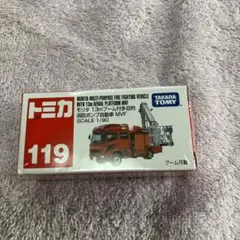 トミカ
119
MORITA MULTI-PURPOSE FIRE FIGHTING VEHICLE
WITH 13m AERIAL PLATFORM MVF
モリタ 13mブーム付多目的
消防ポンプ自動車 MVF
SCALE 1/90
TAKARA
TOMY
ブーム可動